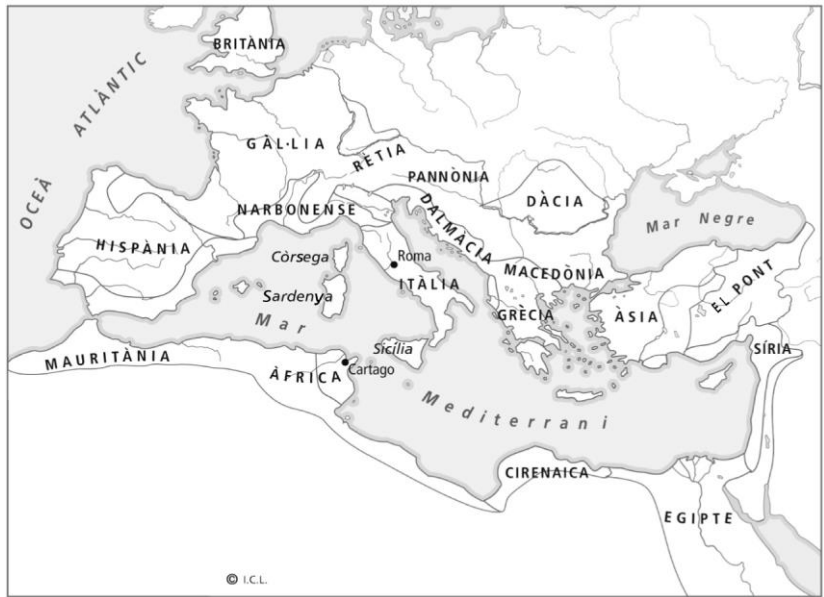 BRITÀNIA
OCEÀ ATLÀNTIC
GÀL·LIA
RÈTIA
PANNÒNIA
DÀCIA
NARBONENSE
DALMÀCIA
Mar Negre
HISPÀNIA
Còrsega
Roma
MACEDÒNIA
EL PONT
Sardenya
ITÀLIA
GRÈCIA
ÀSIA
Mar Mediterrani
Sicília
SÍRIA
MAURITÀNIA
ÀFRICA
Cartago
CIRENAICA
EGIPTE
© I.C.L.